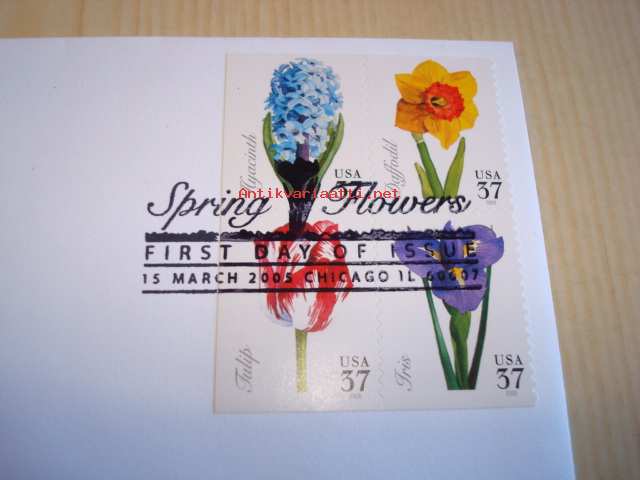 Hyacinth
USA
37
Daffodil
USA
37
Antikvariaatti.net
Spring Flowers
FIRST DAY OF ISSUE
15 MARCH 2005 CHICAGO IL 60607
Tulip
USA
37
Iris
USA
37